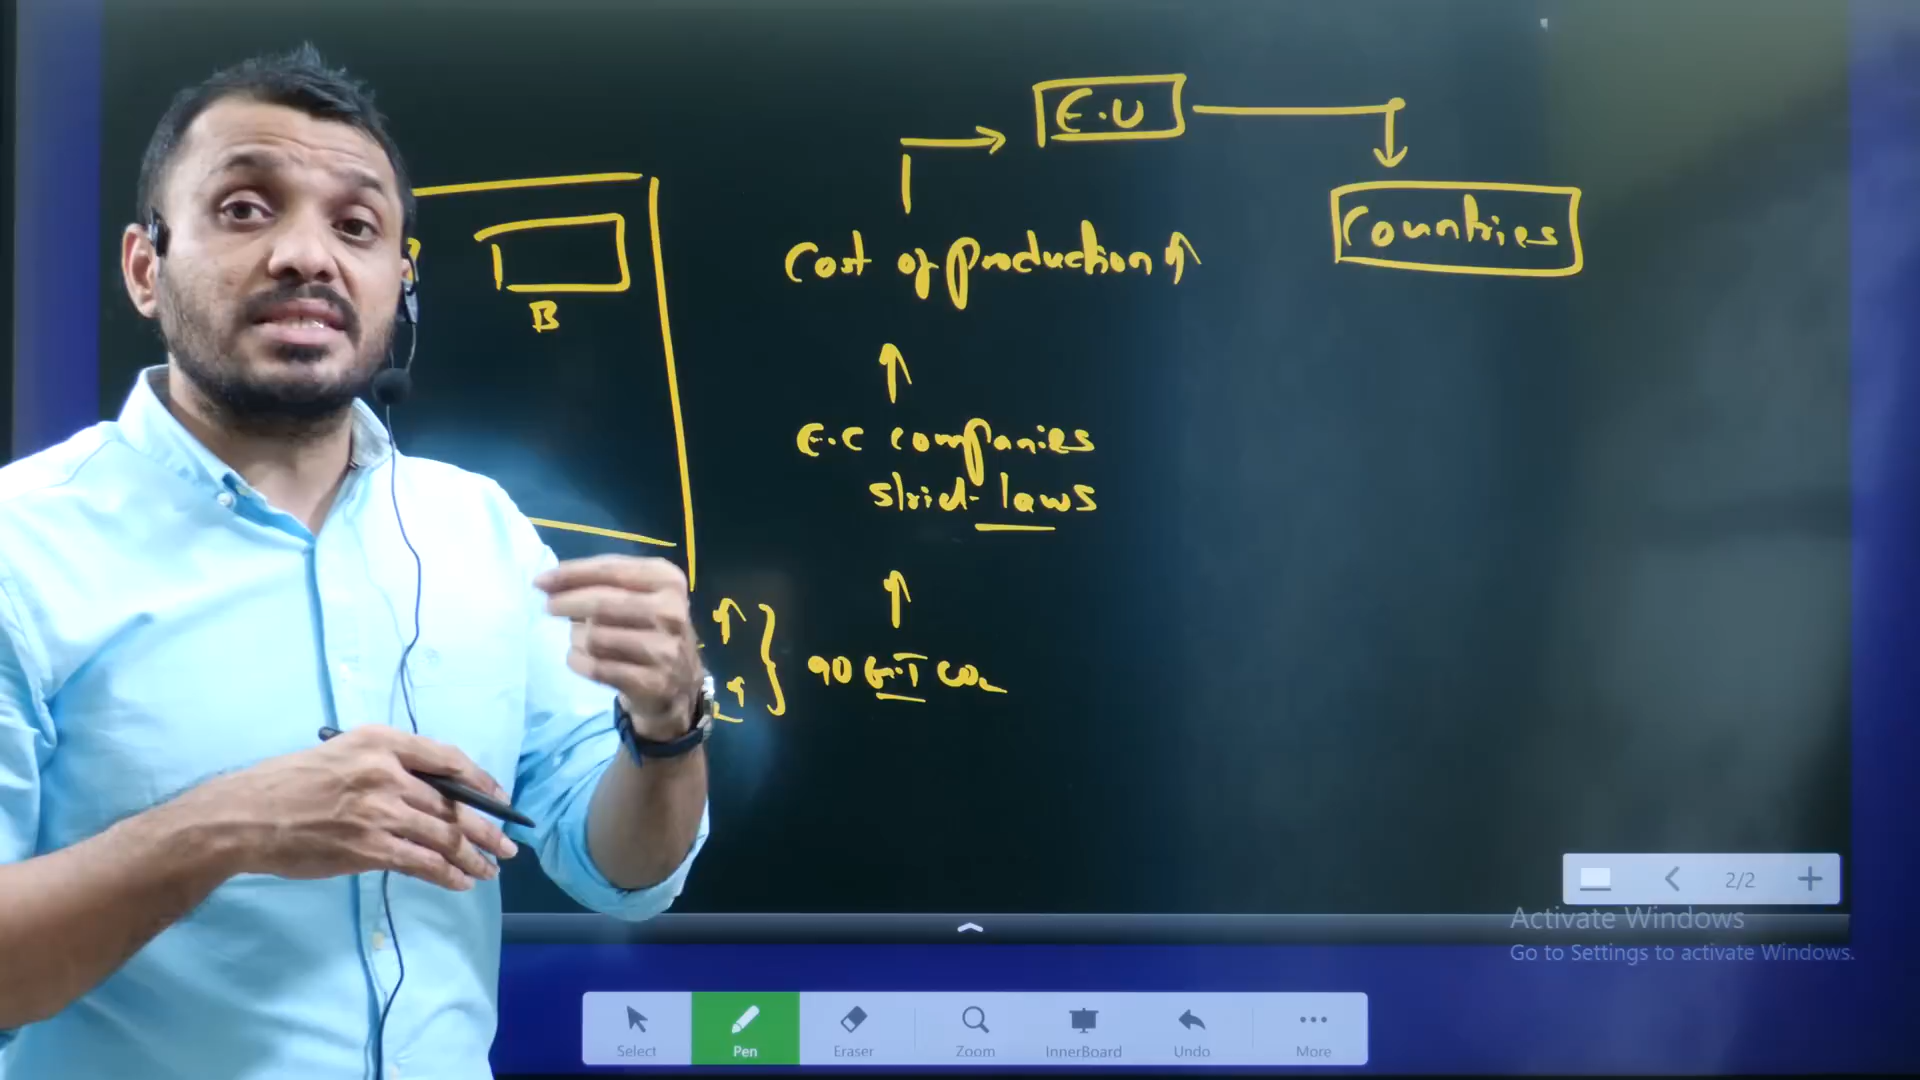 E.U
Countries
Cost of production ↑
B
E.C companies
strict laws
90 G.T CO₂
2/2
Activate Windows
Go to Settings to activate Windows.
Select
Pen
Eraser
Zoom
InnerBoard
Undo
More